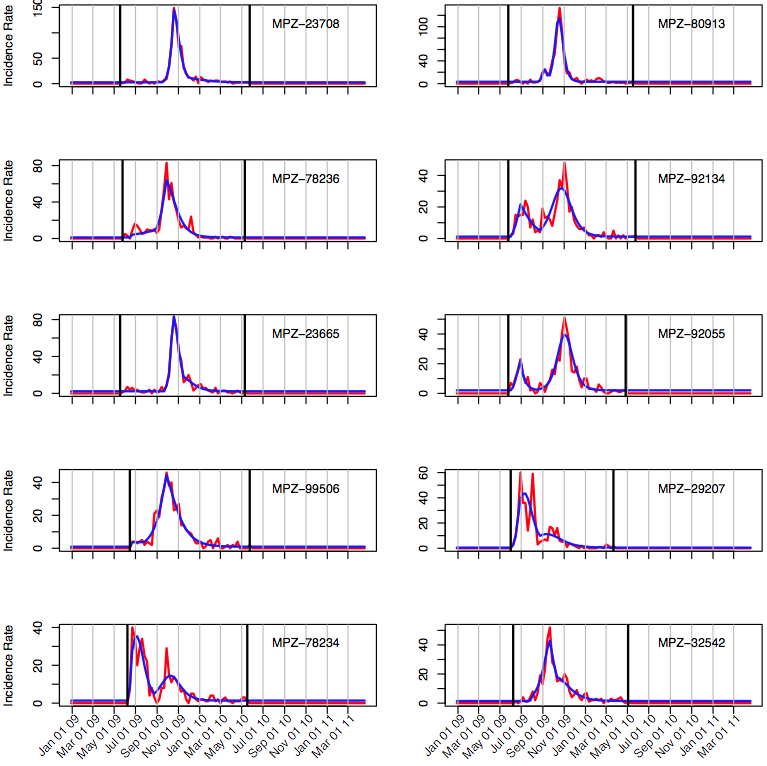 Incidence Rate
0 50 150
MPZ−23708
0 40 100
MPZ−80913
Incidence Rate
0 40 80
MPZ−78236
0 20 40
MPZ−92134
Incidence Rate
0 40 80
MPZ−23665
0 20 40
MPZ−92055
Incidence Rate
0 20 40
MPZ−99506
0 20 40 60
MPZ−29207
Incidence Rate
0 20 40
MPZ−78234
0 20 40
MPZ−32542
Jan 01 09 Mar 01 09 May 01 09 Jul 01 09 Sep 01 09 Nov 01 09 Jan 01 10 Mar 01 10 May 01 10 Jul 01 10 Sep 01 10 Nov 01 10 Jan 01 11 Mar 01 11
Jan 01 09 Mar 01 09 May 01 09 Jul 01 09 Sep 01 09 Nov 01 09 Jan 01 10 Mar 01 10 May 01 10 Jul 01 10 Sep 01 10 Nov 01 10 Jan 01 11 Mar 01 11